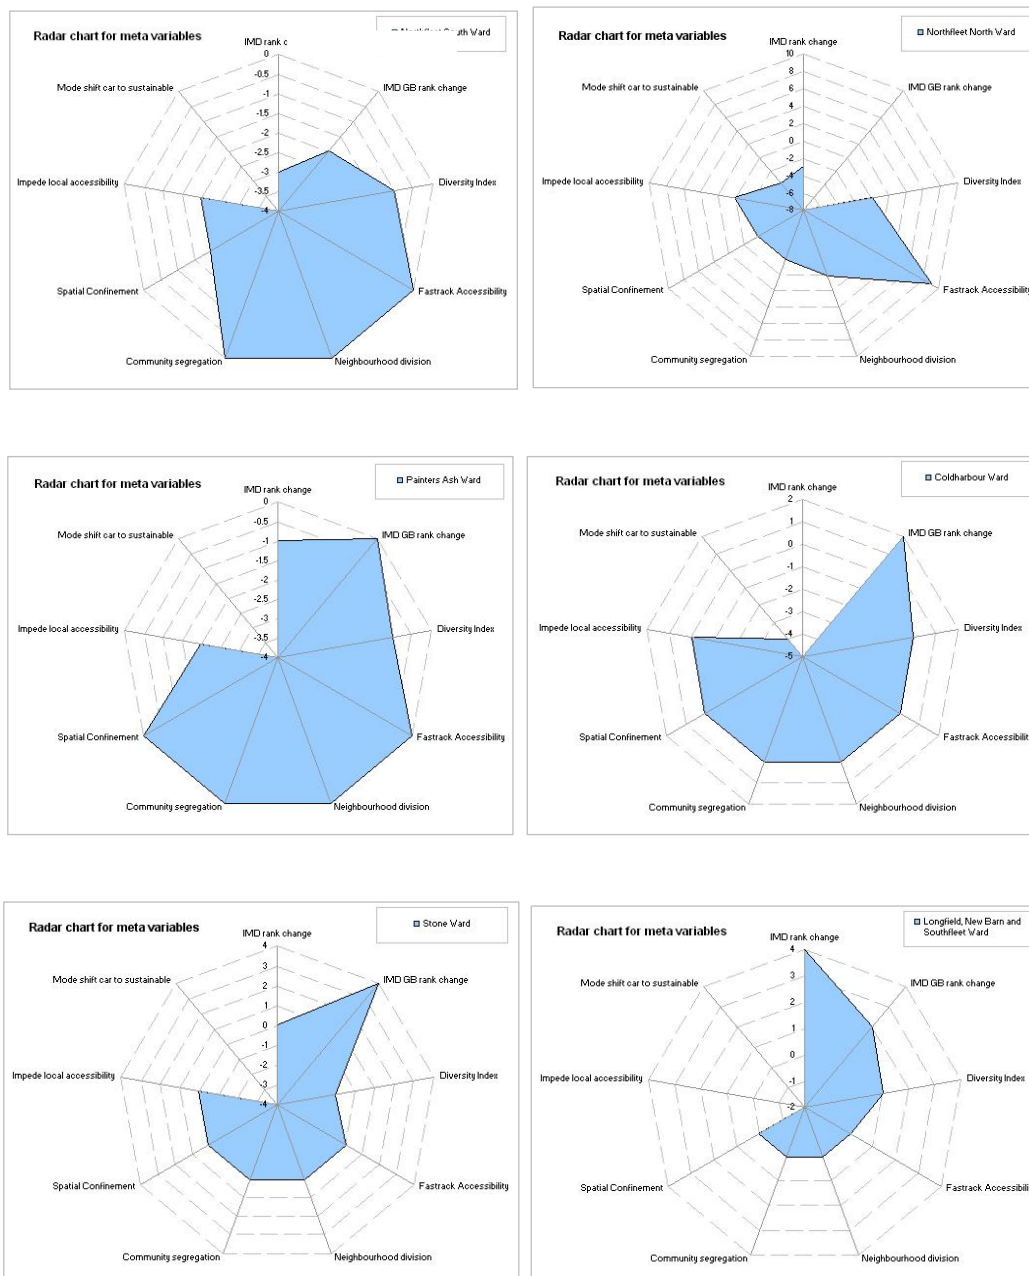 Radar chart for meta variables
South Ward
IMD rank c
0
-0.5
-1
-1.5
-2
-2.5
-3
-3.5
-4
IMD GB rank change
Diversity Index
Fastrack Accessibility
Neighbourhood division
Community segregation
Spatial Confinement
Impede local accessibility
Mode shift car to sustainable
Radar chart for meta variables
Northfleet North Ward
IMD rank change
10
8
6
4
2
0
-2
-4
-6
-8
IMD GB rank change
Diversity Index
Fastrack Accessibility
Neighbourhood division
Community segregation
Spatial Confinement
Impede local accessibility
Mode shift car to sustainable
Radar chart for meta variables
Painters Ash Ward
IMD rank change
0
-0.5
-1
-1.5
-2
-2.5
-3
-3.5
-4
IMD GB rank change
Diversity Index
Fastrack Accessibility
Neighbourhood division
Community segregation
Spatial Confinement
Impede local accessibility
Mode shift car to sustainable
Radar chart for meta variables
Coldharbour Ward
IMD rank change
2
1
0
-1
-2
-3
-4
-5
IMD GB rank change
Diversity Index
Fastrack Accessibility
Neighbourhood division
Community segregation
Spatial Confinement
Impede local accessibility
Mode shift car to sustainable
Radar chart for meta variables
Stone Ward
IMD rank change
4
3
2
1
0
-1
-2
-3
-4
IMD GB rank change
Diversity Index
Fastrack Accessibility
Neighbourhood division
Community segregation
Spatial Confinement
Impede local accessibility
Mode shift car to sustainable
Radar chart for meta variables
Longfield, New Barn and
Southfleet Ward
IMD rank change
4
3
2
1
0
-1
-2
IMD GB rank change
Diversity Index
Fastrack Accessibili
Neighbourhood division
Community segregation
Spatial Confinement
Impede local accessibility
Mode shift car to sustainable